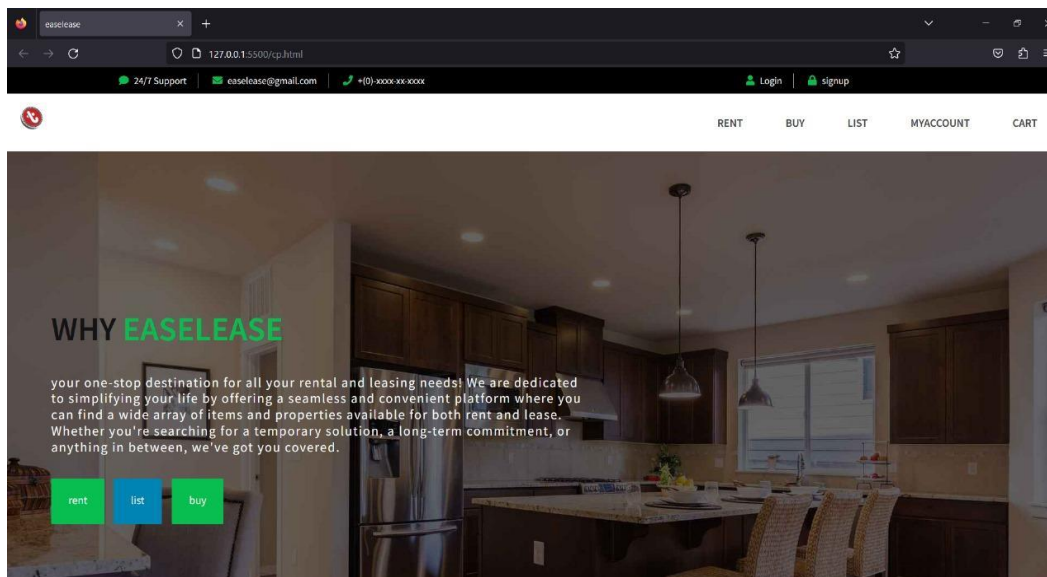 easelease
127.0.0.1:5500/cp.html
24/7 Support easelease@gmail.com +(0)-xxxx-xx-xxxx Login signup
RENT BUY LIST MYACCOUNT CART
WHY EASELEASE
your one-stop destination for all your rental and leasing needs! We are dedicated
to simplifying your life by offering a seamless and convenient platform where you
can find a wide array of items and properties available for both rent and lease.
Whether you're searching for a temporary solution, a long-term commitment, or
anything in between, we've got you covered.
rent list buy